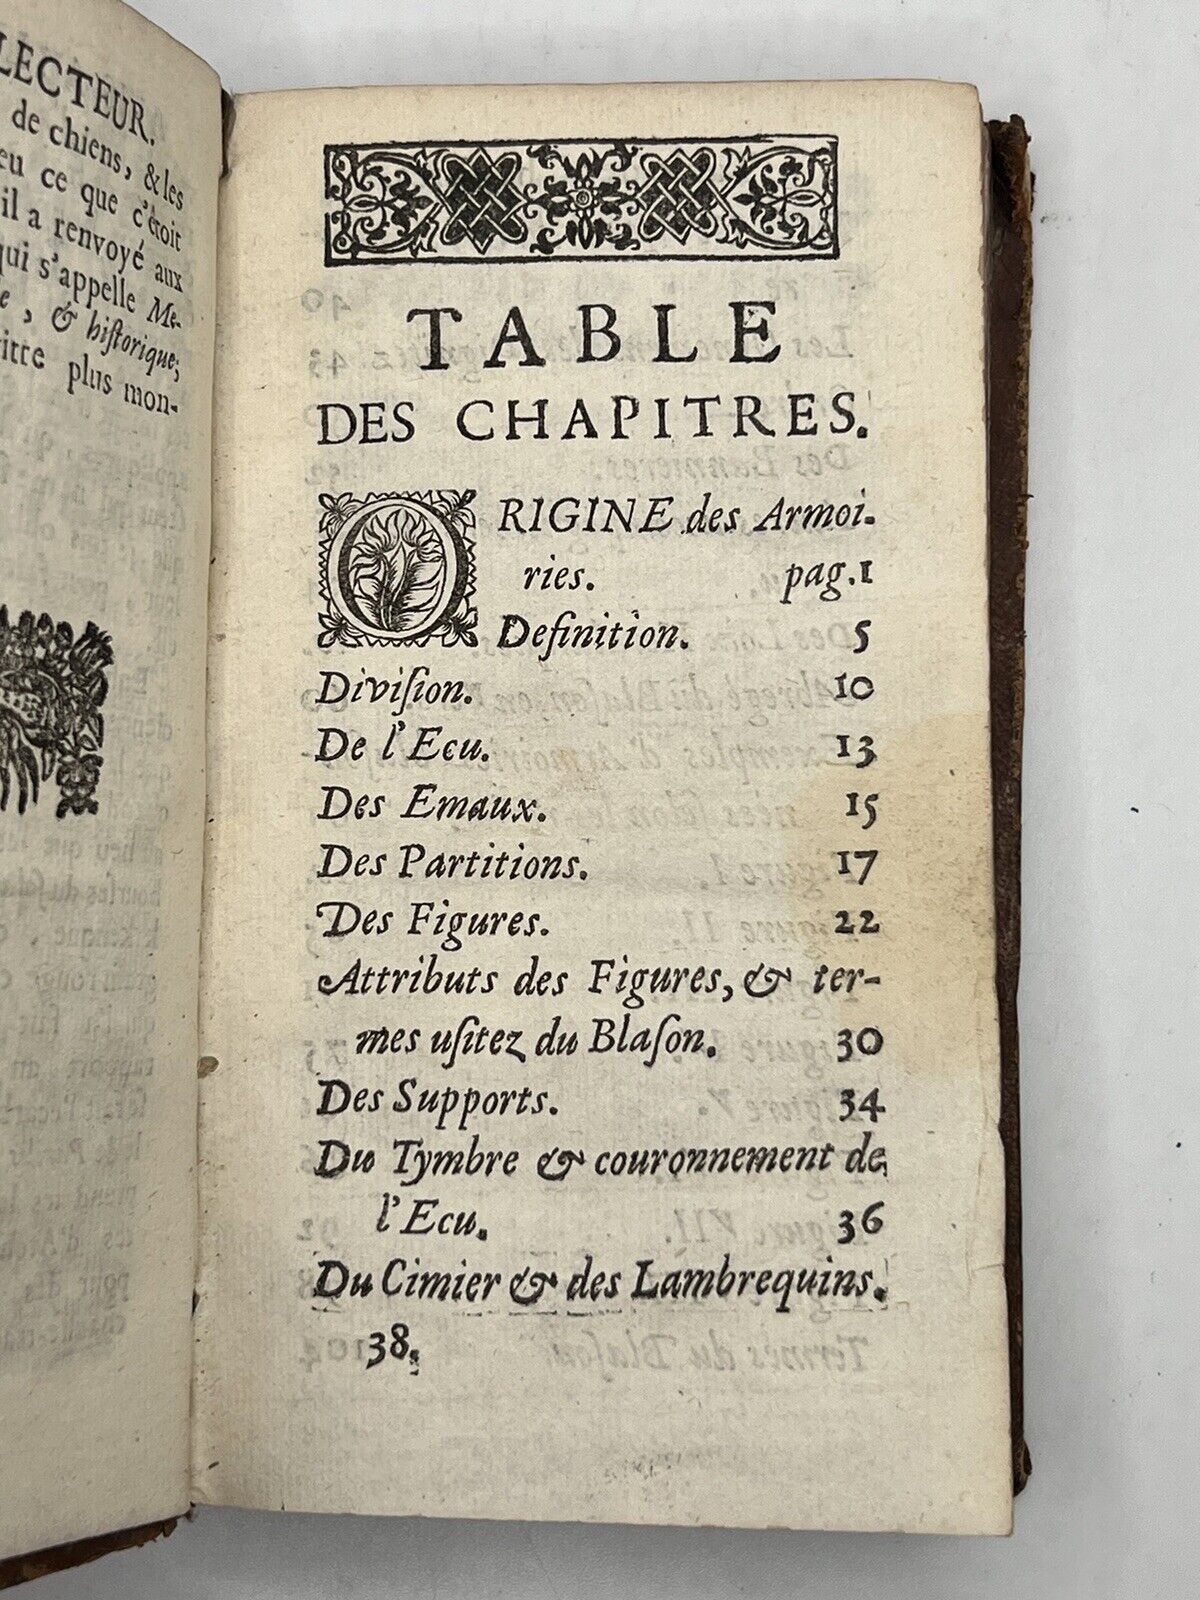 LECTEUR.
de chiens, & les
eu ce que c'étoit
il a renvoyé aux
qui s'appelle Me-
e, & hiſtorique;
itte plus mon-
TABLE
DES CHAPITRES.
ORIGINE des Armoi-
ries. pag. 1
Definition. 5
Diviſion. 10
De l'Ecu. 13
Des Emaux. 15
Des Partitions. 17
Des Figures. 22
Attributs des Figures, & ter-
mes uſitez du Blaſon. 30
Des Supports. 34
Du Tymbre & couronnement de
l'Ecu. 36
Du Cimier & des Lambrequins.
38.